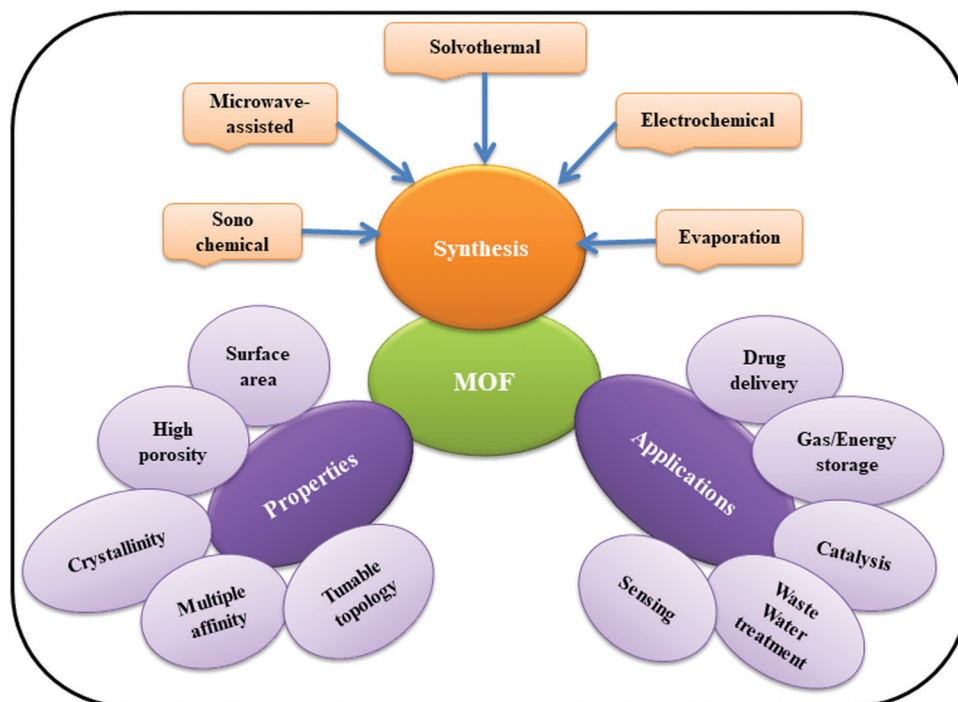 Solvothermal
Microwave-
assisted
Electrochemical
Sono
chemical
Synthesis
Evaporation
MOF
Surface
area
High
porosity
Properties
Crystallinity
Multiple
affinity
Tunable
topology
Drug
delivery
Gas/Energy
storage
Applications
Catalysis
Waste
Water
treatment
Sensing